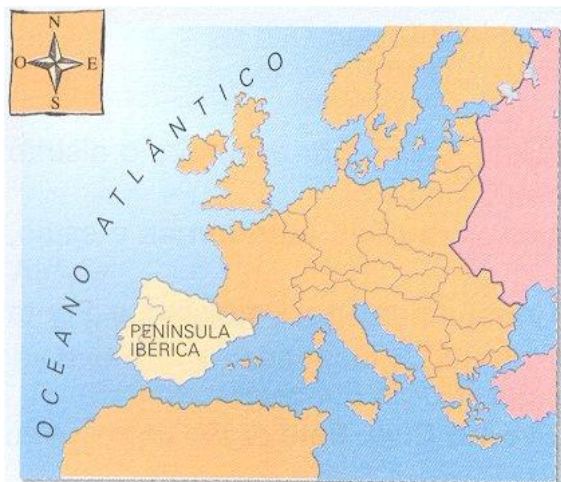 N
O E
S
OCEANO ATLÂNTICO
PENÍNSULA
IBÉRICA